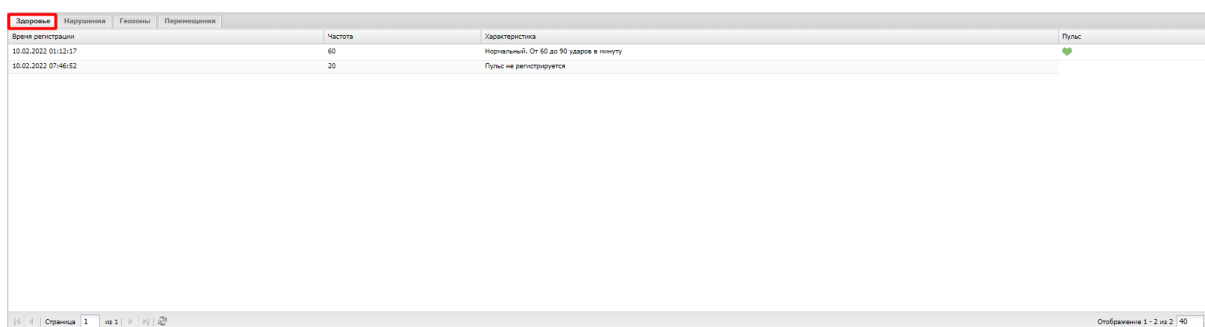 Здоровье Нарушения Геозоны Перемещения
Время регистрации Частота Характеристика Пульс
10.02.2022 01:12:17 60 Нормальный. От 60 до 90 ударов в минуту
10.02.2022 07:46:52 20 Пульс не регистрируется
Страница 1 из 1 Отображение 1 - 2 из 2 40